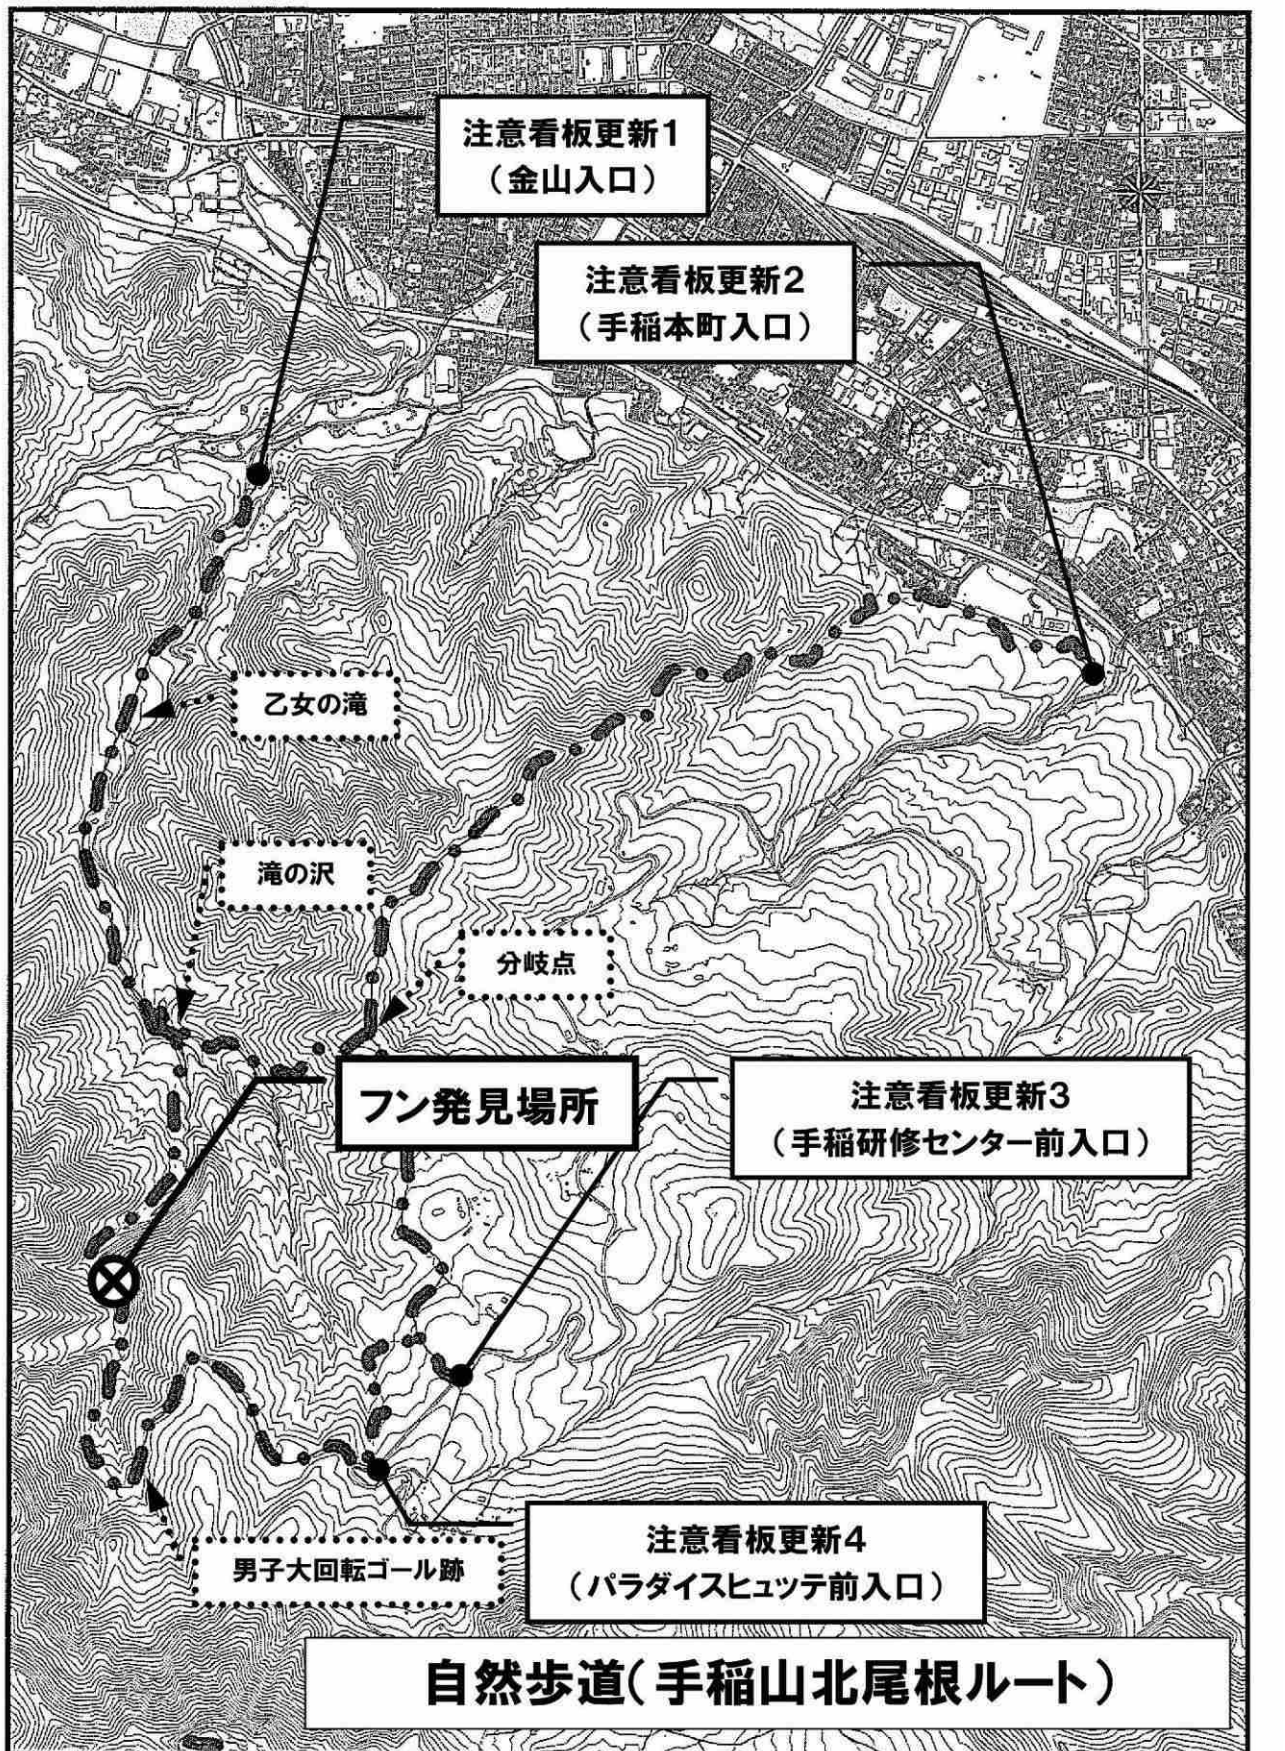 注意看板更新1
（金山入口）
注意看板更新2
（手稲本町入口）
乙女の滝
滝の沢
分岐点
フン発見場所
注意看板更新3
（手稲研修センター前入口）
注意看板更新4
（パラダイスヒュッテ前入口）
男子大回転ゴール跡
自然歩道（手稲山北尾根ルート）